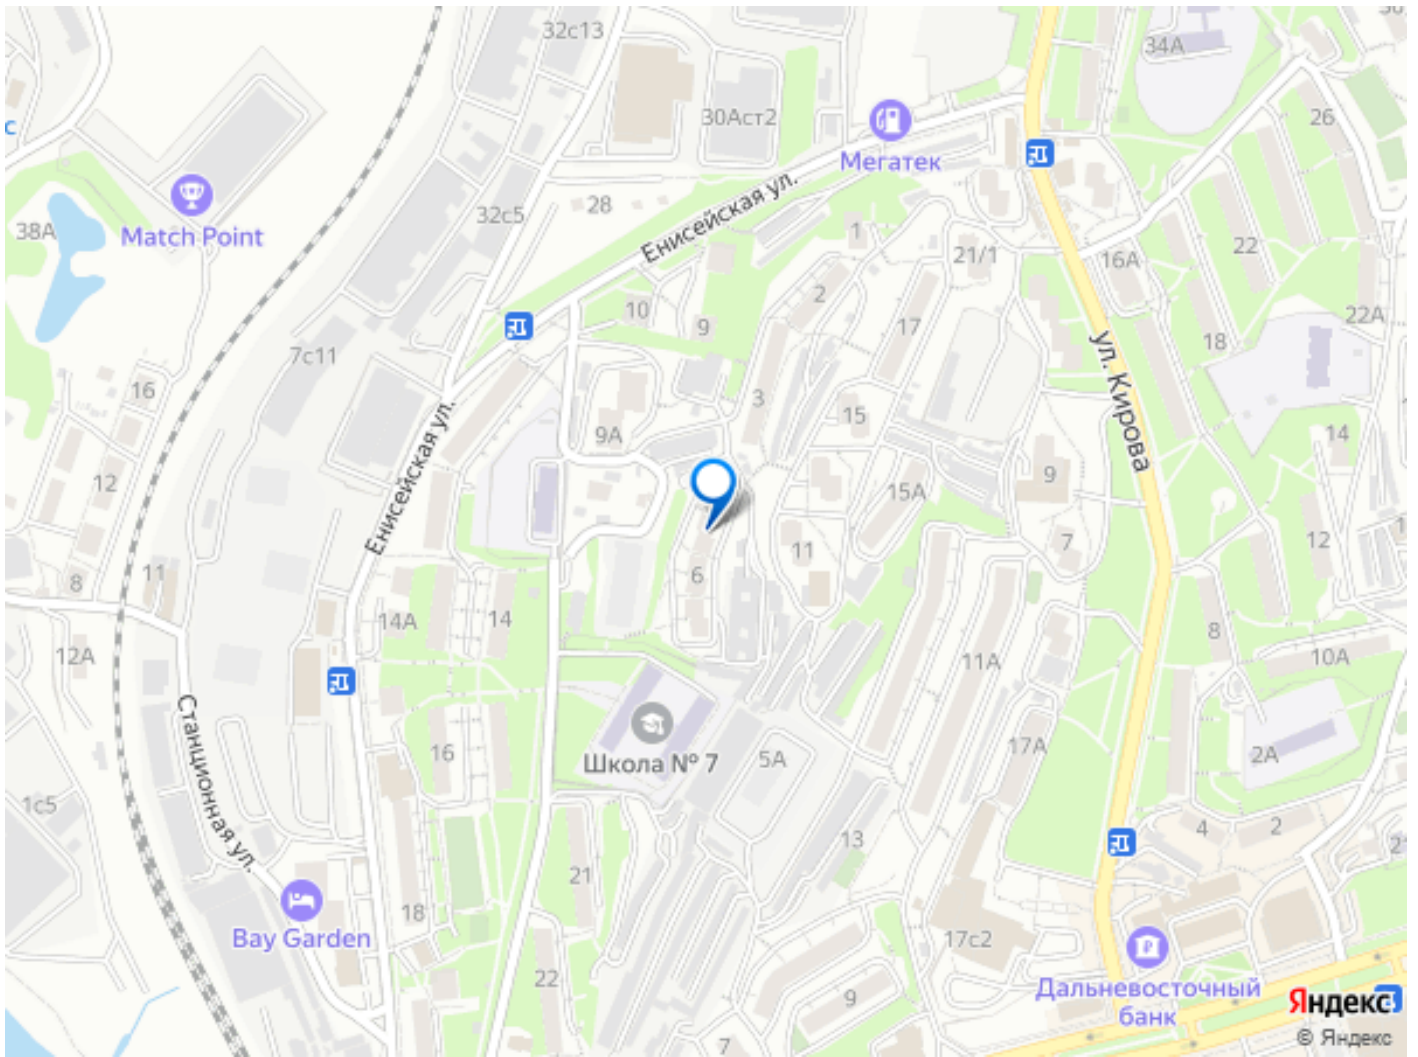 32с13
34А
26
30Аст2
Мегатек
с
Match Point
38А
32с5
28
Енисейская ул.
1
21/1
16А
22
10
9
2
17
22А
18
7с11
16
ул. Кирова
3
15
9А
14
12
Енисейская ул.
9
15А
11
7
12
8
11
6
14А
14
8
12А
11А
10А
Станционная ул.
16
Школа № 7
5А
17А
2А
1с5
4
2
13
21
21
18
Bay Garden
17с2
22
9
Дальневосточный
банк
7
Яндекс
© Яндекс